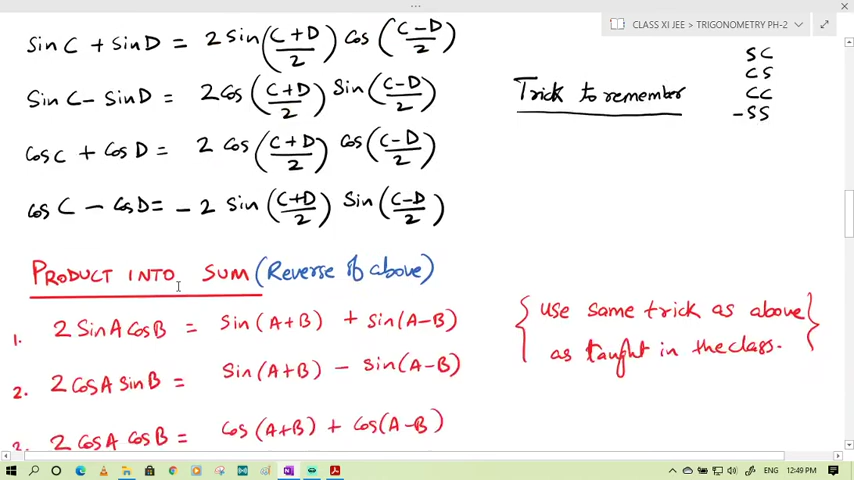 CLASS XI JEE > TRIGONOMETRY PH-2
Sin C + sin D = 2 sin((C+D)/2) Cos((C-D)/2)
Sin C - Sin D = 2 Cos((C+D)/2) Sin((C-D)/2)
Cos C + Cos D = 2 Cos((C+D)/2) Cos((C-D)/2)
Cos C - Cos D = - 2 Sin((C+D)/2) Sin((C-D)/2)
Trick to remember
SC
CS
CC
-SS
PRODUCT INTO SUM (Reverse of above)
1. 2 Sin A Cos B = Sin(A+B) + Sin(A-B)
2. 2 Cos A Sin B = Sin(A+B) - Sin(A-B)
3. 2 Cos A Cos B = Cos(A+B) + Cos(A-B)
{ use same trick as above
as taught in the class. }
ENG 12:49 PM